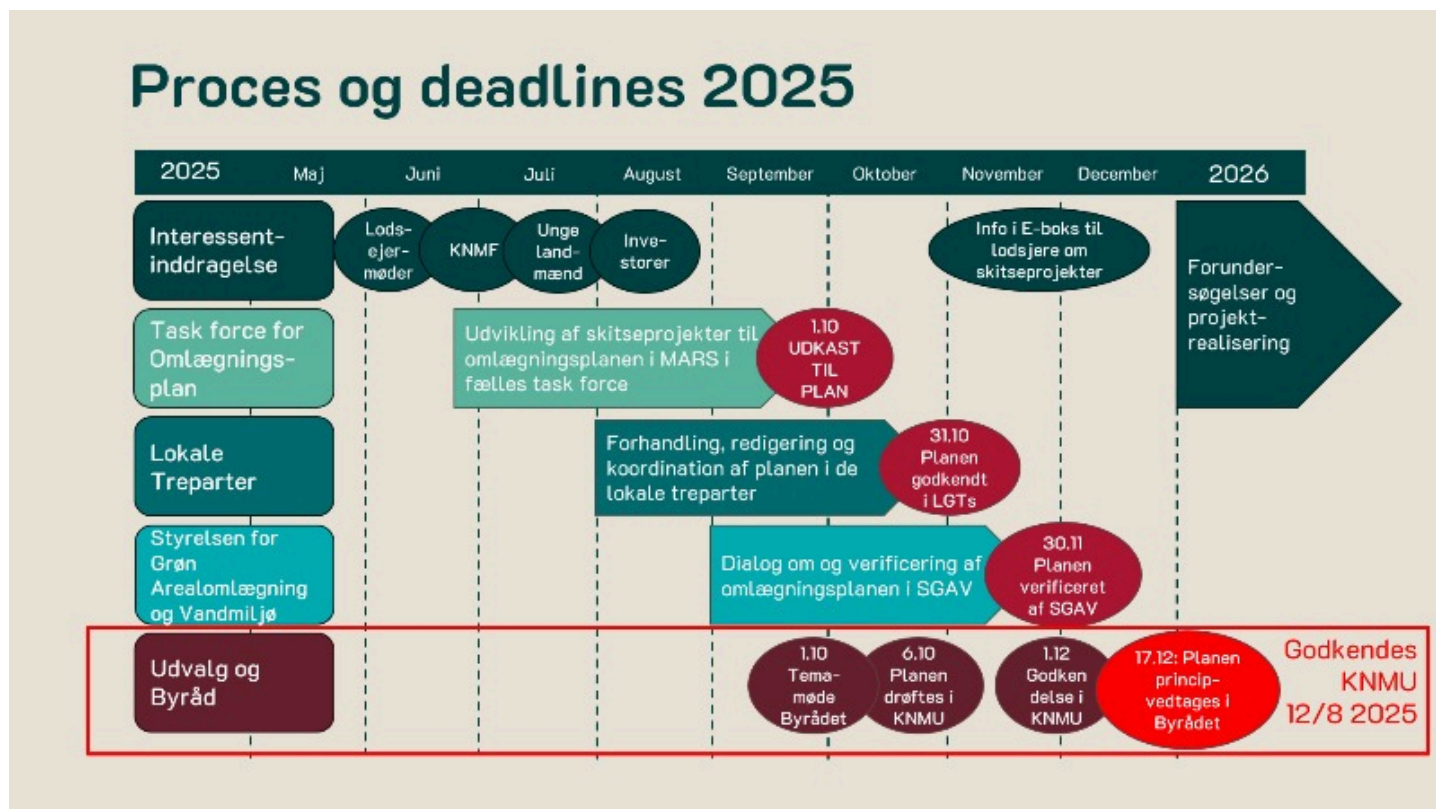 Proces og deadlines 2025
2025 Maj Juni Juli August September Oktober November December 2026
Interessent-
inddragelse
Lods-
ejer-
møder
KNMF
Unge
land-
mænd
Inve-
storer
Info i E-boks til
lodsjere om
skitseprojekter
Forunder-
søgelser og
projekt-
realisering
Task force for
Omlægnings-
plan
Udvikling af skitseprojekter til
omlægningsplanen i MARS i
fælles task force
1.10
UDKAST
TIL
PLAN
Lokale
Treparter
Forhandling, redigering og
koordination af planen i de
lokale treparter
31.10
Planen
godkendt
i LGTs
Styrelsen for
Grøn
Arealomlægning
og Vandmiljø
Dialog om og verificering af
omlægningsplanen i SGAV
30.11
Planen
verificeret
af SGAV
Udvalg og
Byråd
1.10
Tema-
møde
Byrådet
6.10
Planen
drøftes i
KNMU
1.12
Godken
delse i
KNMU
17.12: Planen
princip-
vedtages i
Byrådet
Godkendes
KNMU
12/8 2025